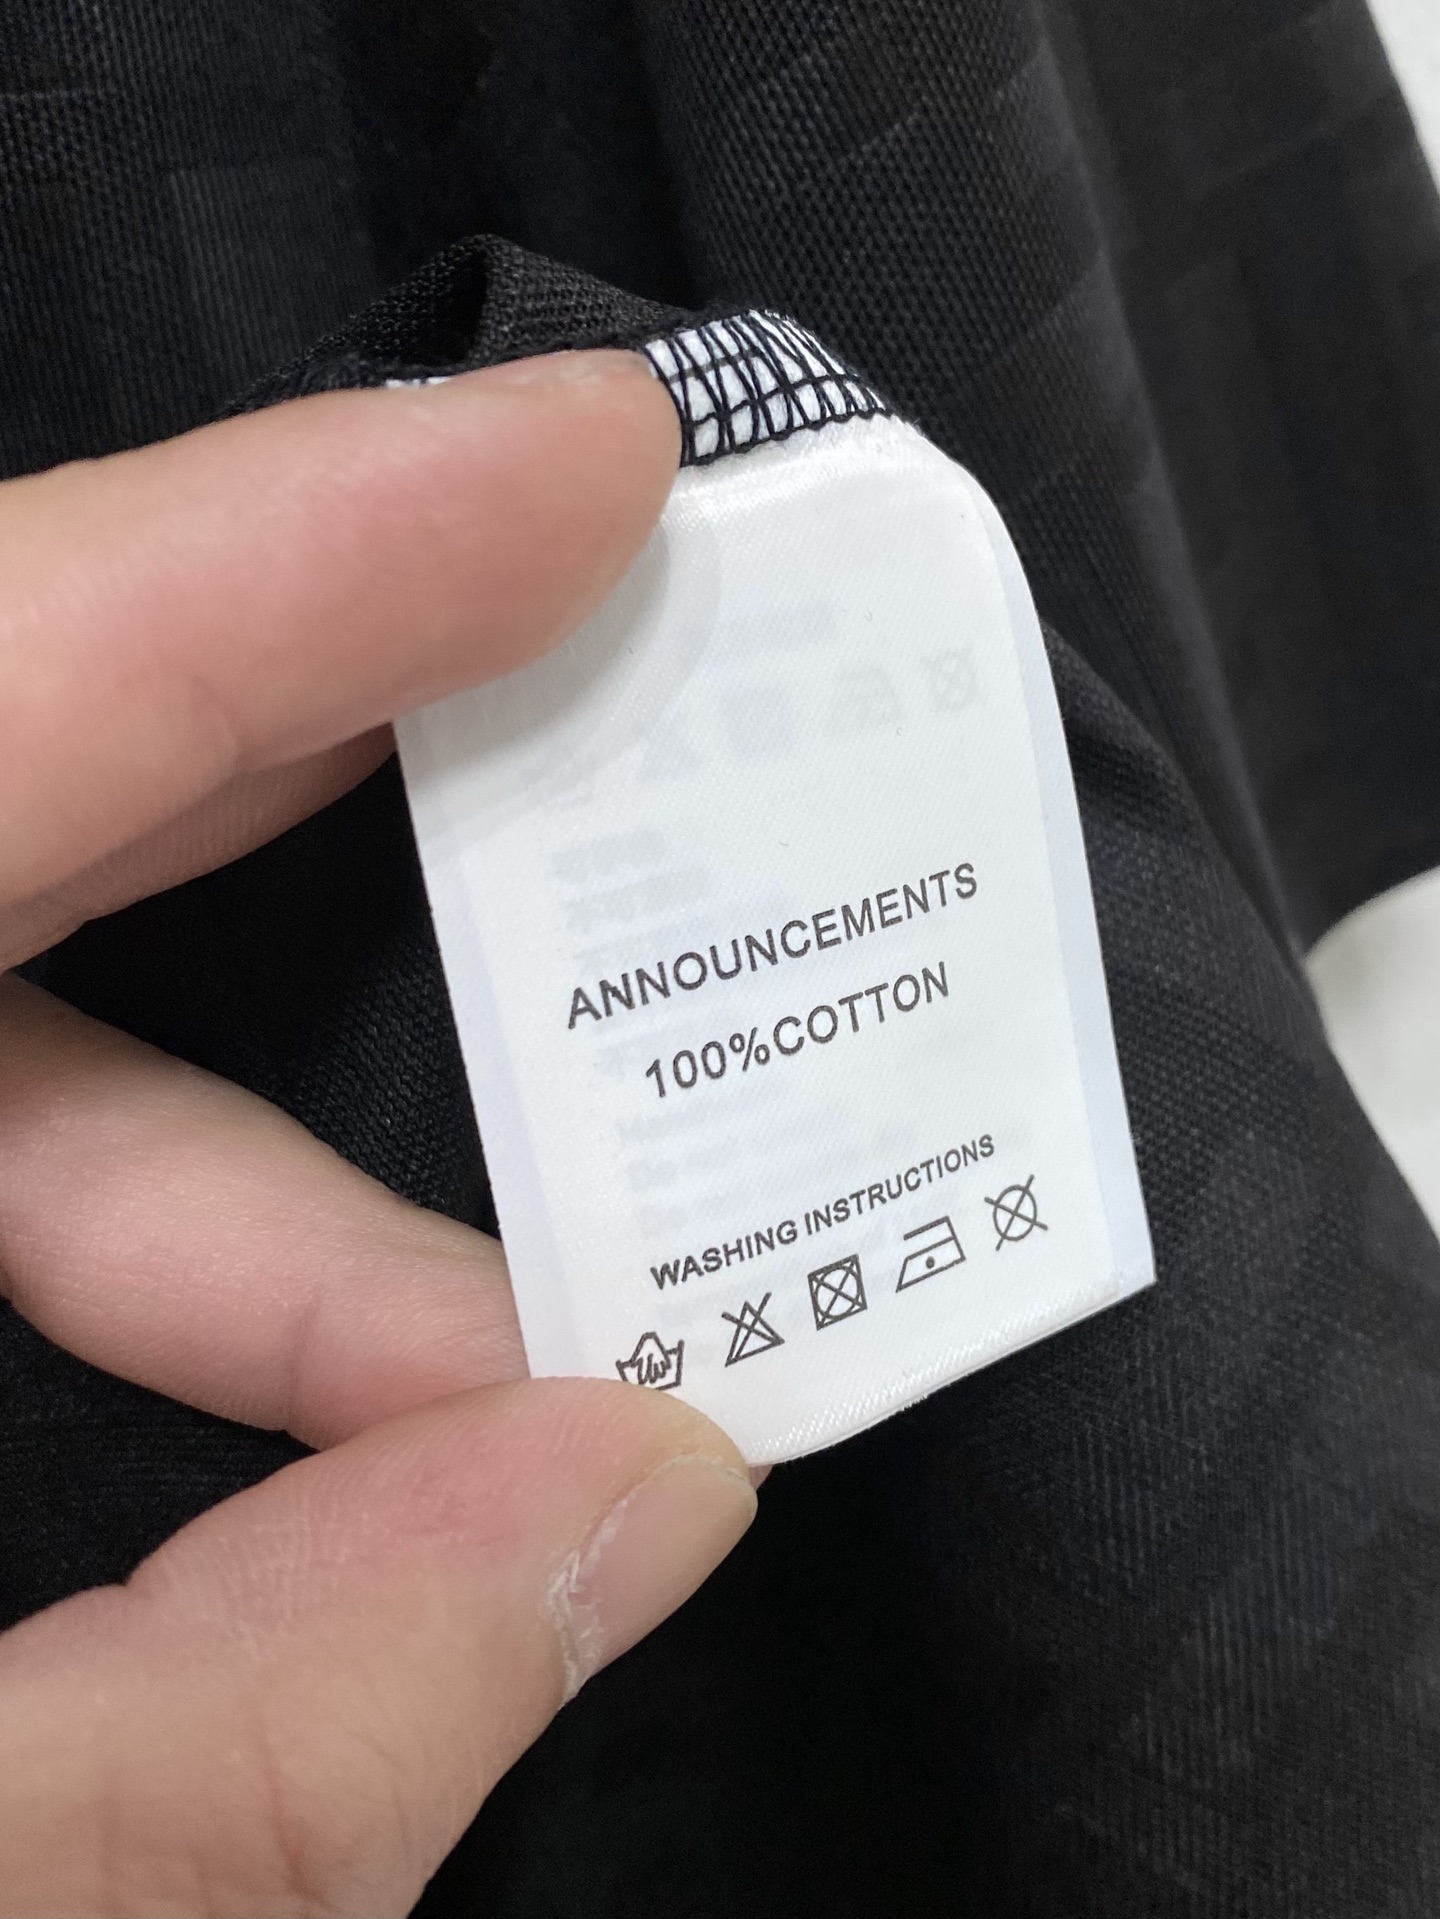 ANNOUNCEMENTS
100%COTTON
WASHING INSTRUCTIONS